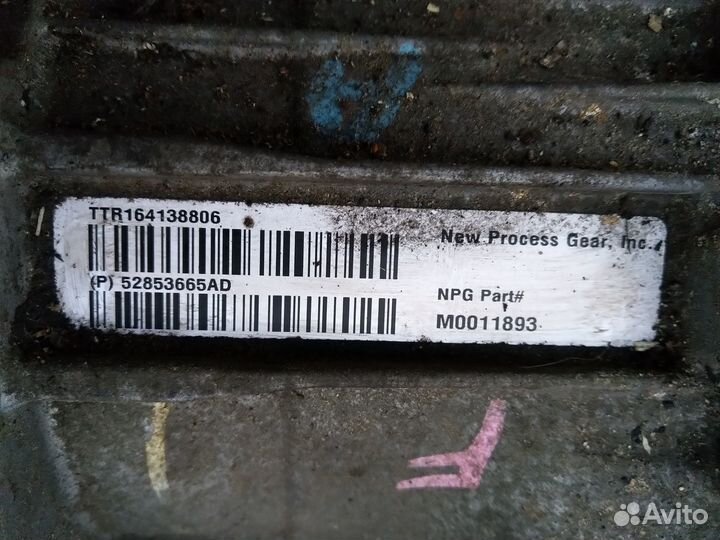 TTR164138806
New Process Gear, Inc.
(P) 52853665AD
NPG Part#
M0011893
Avito